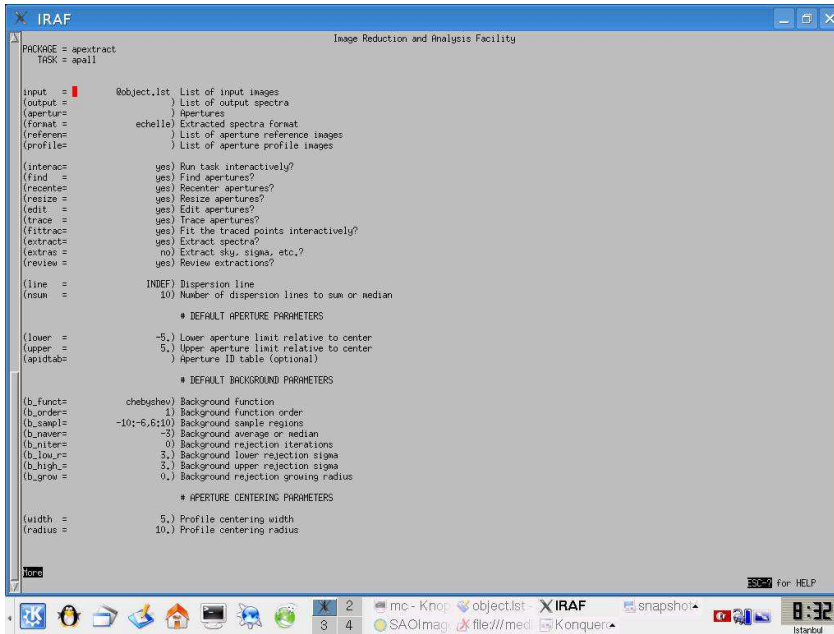 IRAF
Image Reduction and Analysis Facility
PACKAGE = apextract
TASK = apall
input = @object.lst List of input images
(output = ) List of output spectra
(apertur= ) Apertures
(format = echelle) Extracted spectra format
(referen= ) List of aperture reference images
(profile= ) List of aperture profile images
(interac= yes) Run task interactively?
(find = yes) Find apertures?
(recente= yes) Recenter apertures?
(resize = yes) Resize apertures?
(edit = yes) Edit apertures?
(trace = yes) Trace apertures?
(fittrac= yes) Fit the traced points interactively?
(extract= yes) Extract spectra?
(extras = no) Extract sky, sigma, etc.?
(review = yes) Review extractions?
(line = INDEF) Dispersion line
(nsum = 10) Number of dispersion lines to sum or median
# DEFAULT APERTURE PARAMETERS
(lower = -5.) Lower aperture limit relative to center
(upper = 5.) Upper aperture limit relative to center
(apidtab= ) Aperture ID table (optional)
# DEFAULT BACKGROUND PARAMETERS
(b_funct= chebyshev) Background function
(b_order= 1) Background function order
(b_sampl= -10:-6,6:10) Background sample regions
(b_naver= -3) Background average or median
(b_niter= 0) Background rejection iterations
(b_low_r= 3.) Background lower rejection sigma
(b_high_= 3.) Background upper rejection sigma
(b_grow = 0.) Background rejection growing radius
# APERTURE CENTERING PARAMETERS
(width = 5.) Profile centering width
(radius = 10.) Profile centering radius
More
ESC-? for HELP
2 mc - Knop object.lst - IRAF snapshot 8:32
3 4 SAOImag file:///med Konquer Istanbul